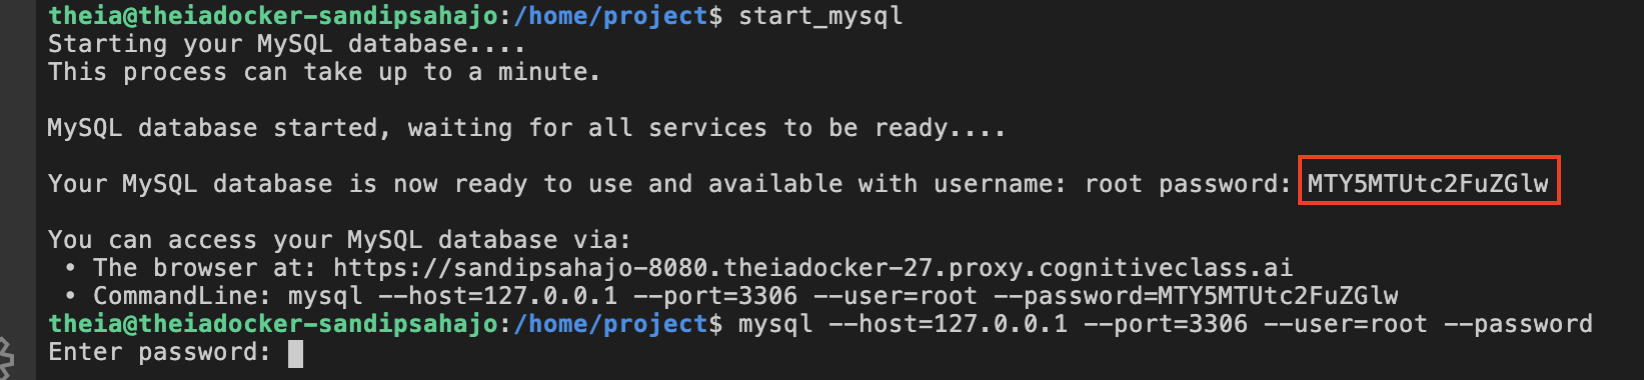 theia@theiadocker-sandipsahajo:/home/project$ start_mysql
Starting your MySQL database....
This process can take up to a minute.
MySQL database started, waiting for all services to be ready....
Your MySQL database is now ready to use and available with username: root password: MTY5MTUtc2FuZGlw
You can access your MySQL database via:
• The browser at: https://sandipsahajo-8080.theiadocker-27.proxy.cognitiveclass.ai
• CommandLine: mysql --host=127.0.0.1 --port=3306 --user=root --password=MTY5MTUtc2FuZGlw
theia@theiadocker-sandipsahajo:/home/project$ mysql --host=127.0.0.1 --port=3306 --user=root --password
Enter password: